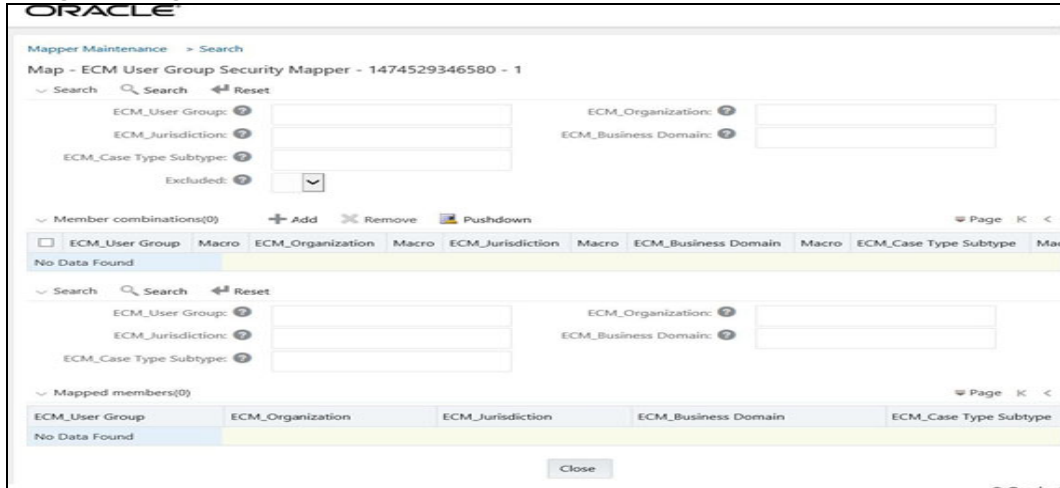 ORACLE
Mapper Maintenance > Search
Map - ECM User Group Security Mapper - 1474529346580 - 1
Search Search Reset
ECM_User Group: ECM_Organization:
ECM_Jurisdiction: ECM_Business Domain:
ECM_Case Type Subtype:
Excluded:
Member combinations(0) Add Remove Pushdown Page
ECM_User Group Macro ECM_Organization Macro ECM_Jurisdiction Macro ECM_Business Domain Macro ECM_Case Type Subtype Mac
No Data Found
Search Search Reset
ECM_User Group: ECM_Organization:
ECM_Jurisdiction: ECM_Business Domain:
ECM_Case Type Subtype:
Mapped members(0) Page
ECM_User Group ECM_Organization ECM_Jurisdiction ECM_Business Domain ECM_Case Type Subtype
No Data Found
Close